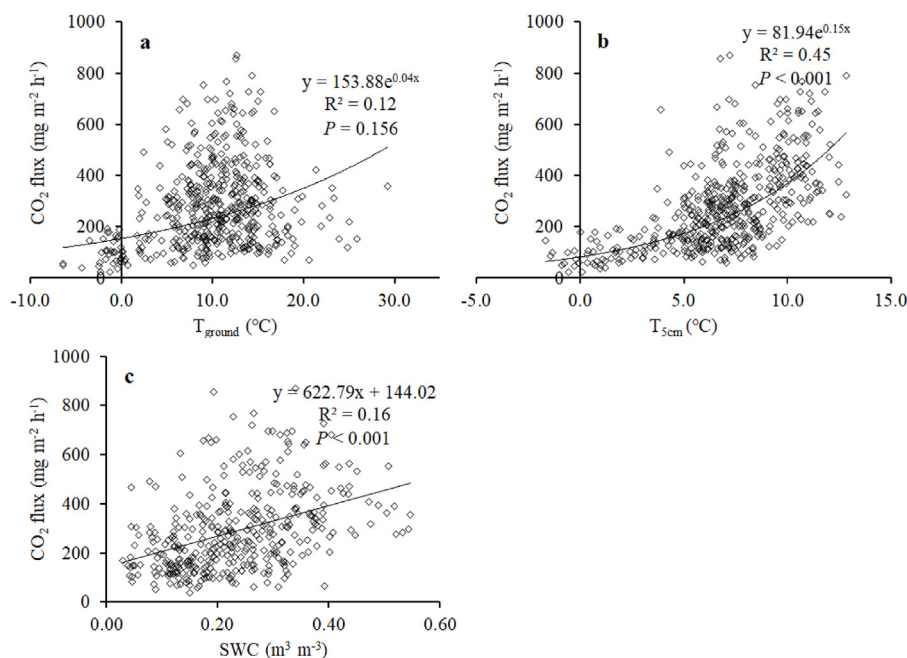 a
y = 153.88e^0.04x
R² = 0.12
P = 0.156
1000
800
600
400
200
0
-10.0 0.0 10.0 20.0 30.0
CO₂ flux (mg m⁻² h⁻¹)
T_ground (°C)
b
y = 81.94e^0.15x
R² = 0.45
P < 0.001
1000
800
600
400
200
0
-5.0 0.0 5.0 10.0 15.0
CO₂ flux (mg m⁻² h⁻¹)
T_5cm (°C)
c
y = 622.79x + 144.02
R² = 0.16
P < 0.001
1000
800
600
400
200
0
0.00 0.20 0.40 0.60
CO₂ flux (mg m⁻² h⁻¹)
SWC (m³ m⁻³)